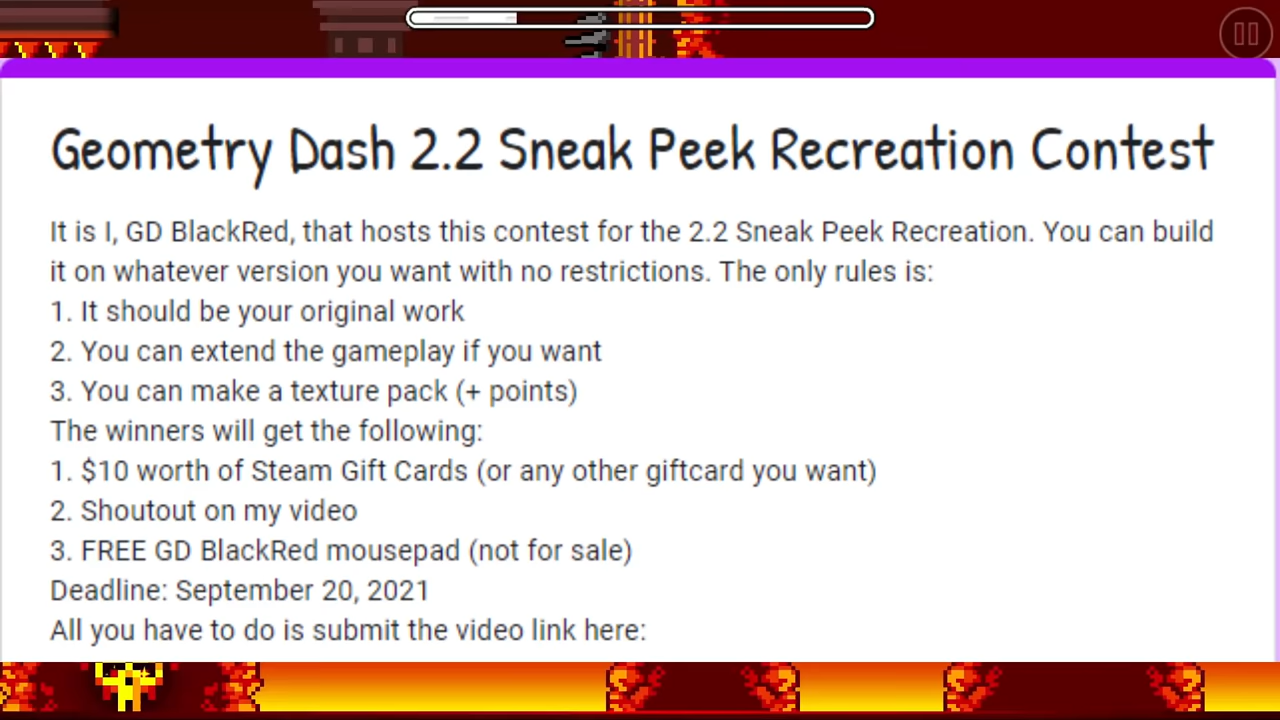 Geometry Dash 2.2 Sneak Peek Recreation Contest
It is I, GD BlackRed, that hosts this contest for the 2.2 Sneak Peek Recreation. You can build
it on whatever version you want with no restrictions. The only rules is:
1. It should be your original work
2. You can extend the gameplay if you want
3. You can make a texture pack (+ points)
The winners will get the following:
1. $10 worth of Steam Gift Cards (or any other giftcard you want)
2. Shoutout on my video
3. FREE GD BlackRed mousepad (not for sale)
Deadline: September 20, 2021
All you have to do is submit the video link here: